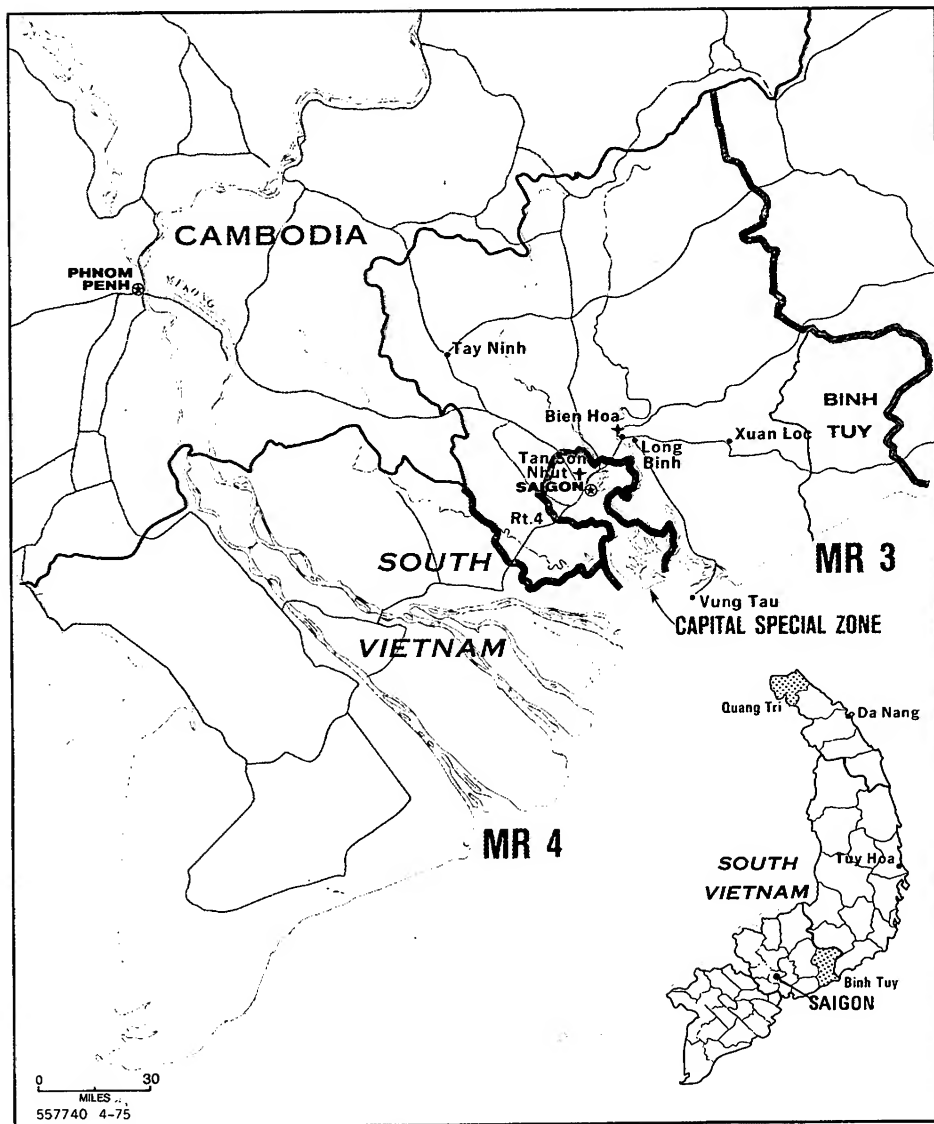 CAMBODIA
PHNOM
PENH
MEKONG
Tay Ninh
BINH
TUY
Bien Hoa
Xuan Loc
Long
Binh
Tan Son
Nhut
SAIGON
Rt.4
SOUTH
MR 3
Vung Tau
CAPITAL SPECIAL ZONE
VIETNAM
MR 4
Quang Tri
Da Nang
Tuy Hoa
SOUTH
VIETNAM
Binh Tuy
SAIGON
0 30
MILES
557740 4-75